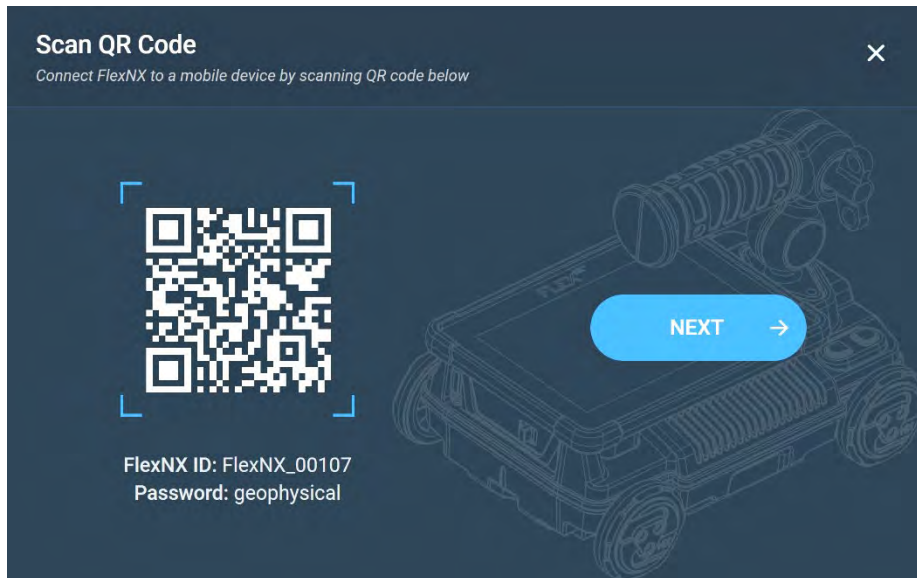 Scan QR Code
Connect FlexNX to a mobile device by scanning QR code below
NEXT
FlexNX ID: FlexNX_00107
Password: geophysical